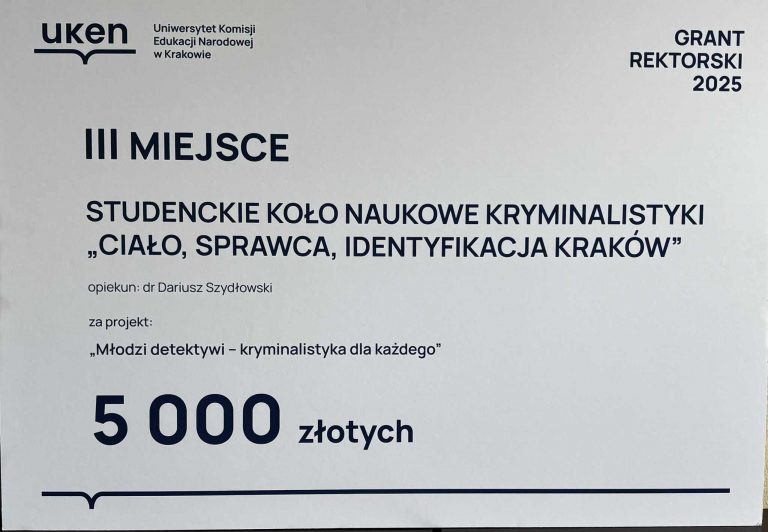 uken
Uniwersytet Komisji
Edukacji Narodowej
w Krakowie
GRANT
REKTORSKI
2025
III MIEJSCE
STUDENCKIE KOŁO NAUKOWE KRYMINALISTYKI
„CIAŁO, SPRAWCA, IDENTYFIKACJA KRAKÓW”
opiekun: dr Dariusz Szydłowski
za projekt:
„Młodzi detektywi – kryminalistyka dla każdego”
5 000 złotych